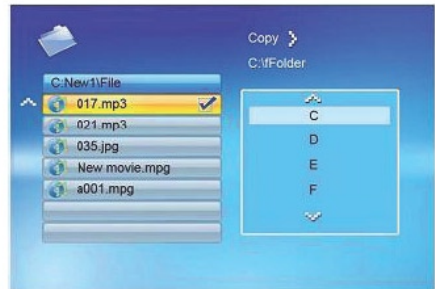 Copy
C:\fFolder
C:New1\File
017.mp3
021 mp3
035.jpg
New movie.mpg
a001.mpg
C
D
E
F